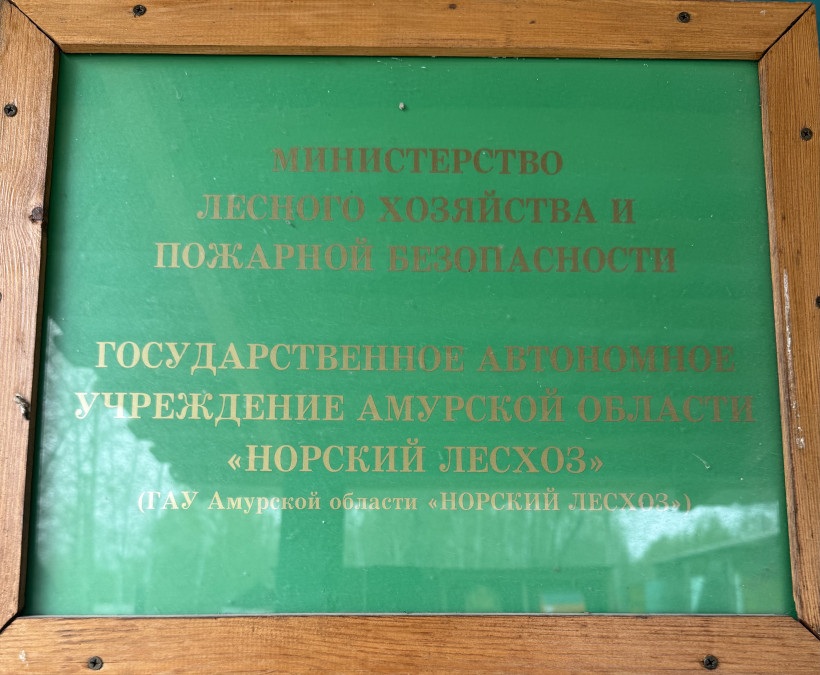 МИНИСТЕРСТВО
ЛЕСНОГО ХОЗЯЙСТВА И
ПОЖАРНОЙ БЕЗОПАСНОСТИ
ГОСУДАРСТВЕННОЕ АВТОНОМНОЕ
УЧРЕЖДЕНИЕ АМУРСКОЙ ОБЛАСТИ
«НОРСКИЙ ЛЕСХОЗ»
(ГАУ Амурской области «НОРСКИЙ ЛЕСХОЗ»)